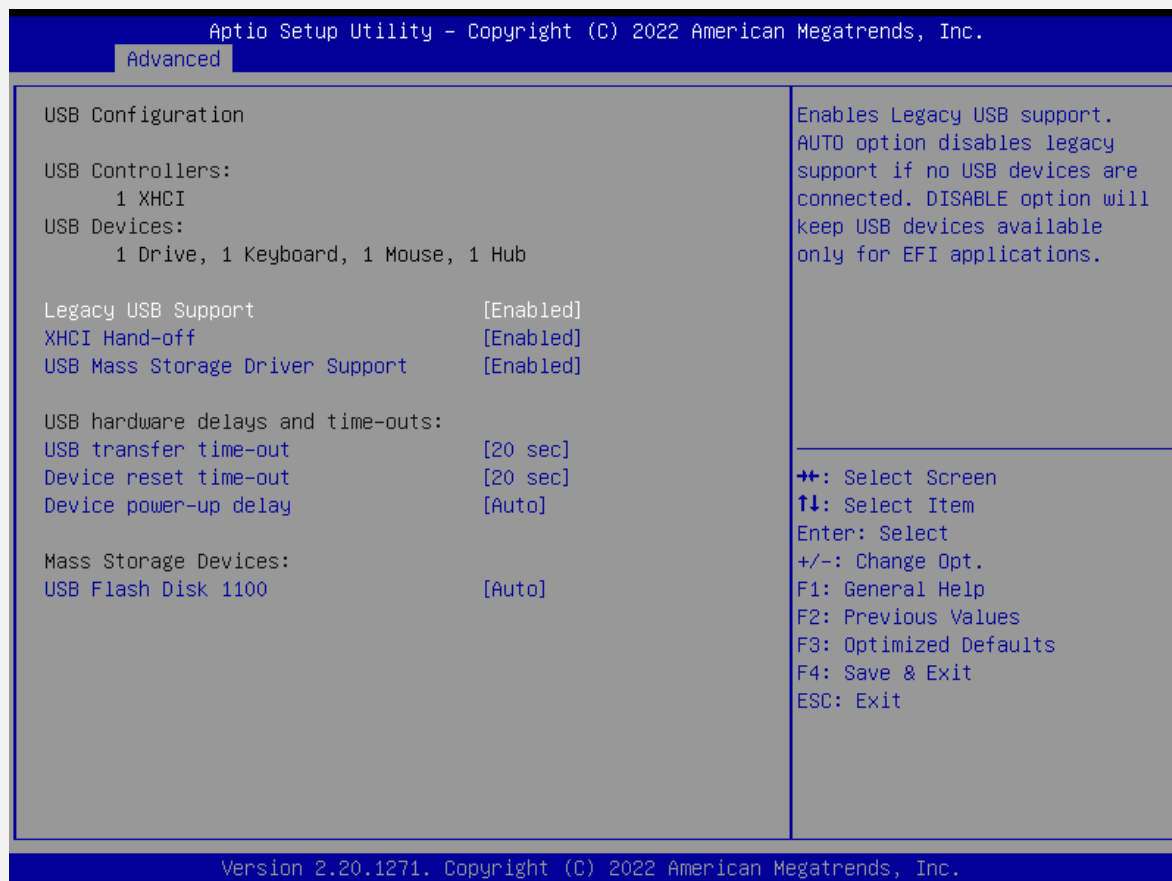 Aptio Setup Utility – Copyright (C) 2022 American Megatrends, Inc.
Advanced
USB Configuration
USB Controllers:
1 XHCI
USB Devices:
1 Drive, 1 Keyboard, 1 Mouse, 1 Hub
Legacy USB Support [Enabled]
XHCI Hand-off [Enabled]
USB Mass Storage Driver Support [Enabled]
USB hardware delays and time-outs:
USB transfer time-out [20 sec]
Device reset time-out [20 sec]
Device power-up delay [Auto]
Mass Storage Devices:
USB Flash Disk 1100 [Auto]
Enables Legacy USB support.
AUTO option disables legacy
support if no USB devices are
connected. DISABLE option will
keep USB devices available
only for EFI applications.
→←: Select Screen
↑↓: Select Item
Enter: Select
+/-: Change Opt.
F1: General Help
F2: Previous Values
F3: Optimized Defaults
F4: Save & Exit
ESC: Exit
Version 2.20.1271. Copyright (C) 2022 American Megatrends, Inc.